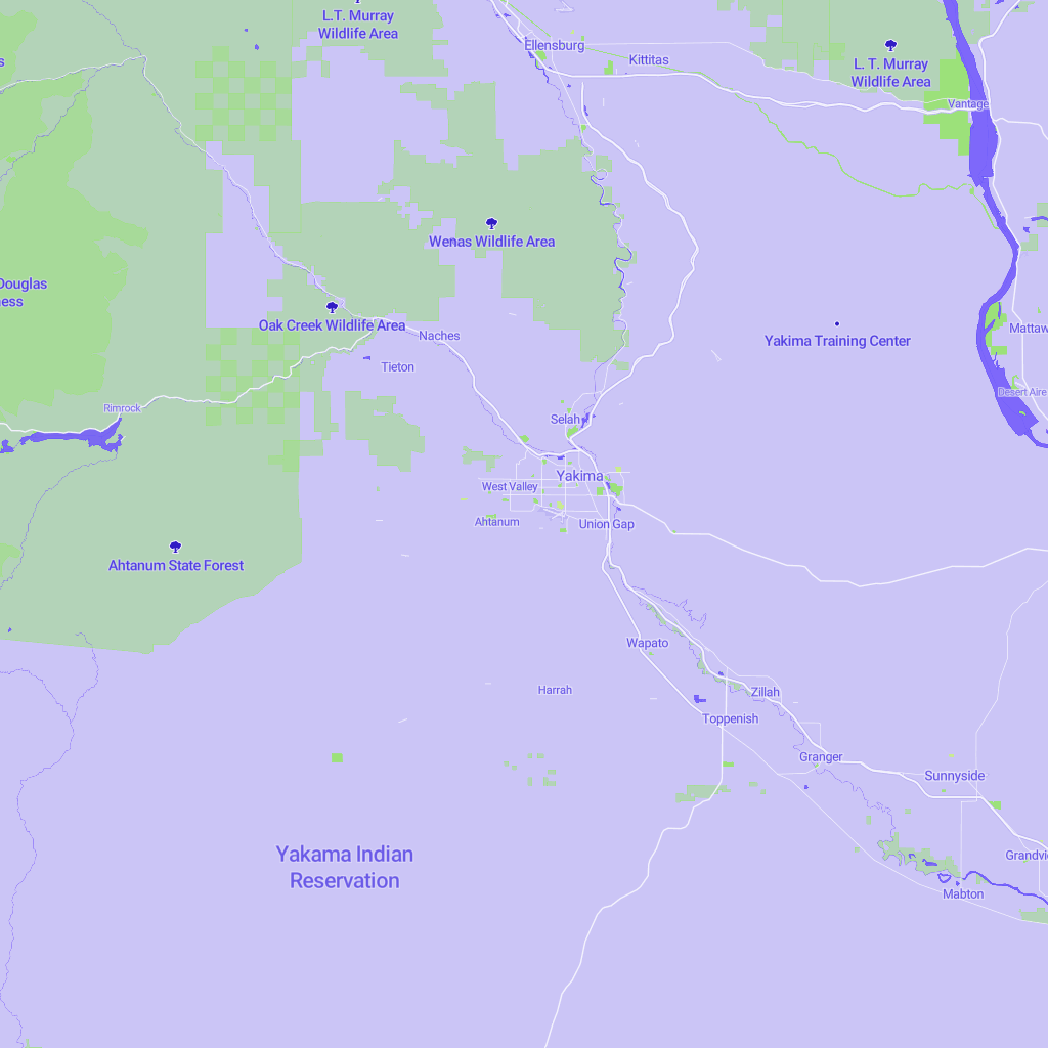 L.T. Murray
Wildlife Area
Ellensburg
Kittitas
L. T. Murray
Wildlife Area
s
Vantage
Wenas Wildlife Area
Douglas
ness
Oak Creek Wildlife Area
Naches
Mattaw
Yakima Training Center
Tieton
Desert Aire
Rimrock
Selah
Yakima
West Valley
Ahtanum
Union Gap
Ahtanum State Forest
Wapato
Harrah
Zillah
Toppenish
Granger
Sunnyside
Yakama Indian
Reservation
Grandvi
Mabton